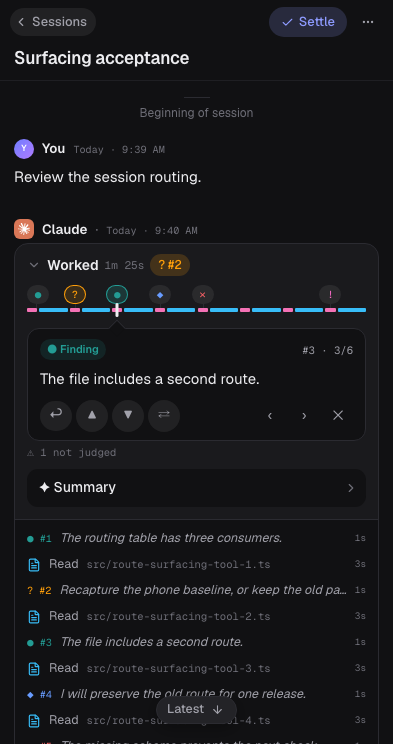 Sessions
Settle
Surfacing acceptance
Beginning of session
Y You Today · 9:39 AM
Review the session routing.
Claude · Today · 9:40 AM
Worked 1m 25s ? #2
? ◆ × !
Finding #3 · 3/6
The file includes a second route.
⚠ 1 not judged
✦ Summary
#1 The routing table has three consumers. 1s
Read src/route-surfacing-tool-1.ts 3s
? #2 Recapture the phone baseline, or keep the old pa… 1s
Read src/route-surfacing-tool-2.ts 3s
#3 The file includes a second route. 1s
Read src/route-surfacing-tool-3.ts 3s
◆ #4 I will preserve the old route for one release. 1s
Read 4.ts 3s
Latest ↓